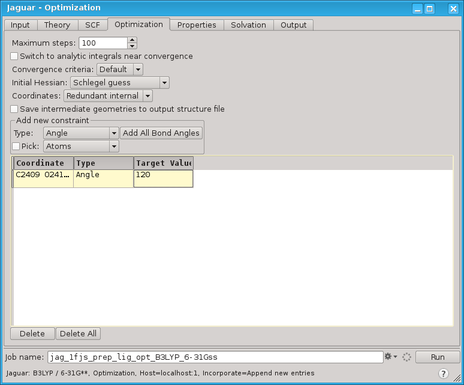 Jaguar - Optimization
Input Theory SCF Optimization Properties Solvation Output
Maximum steps: 100
Switch to analytic integrals near convergence
Convergence criteria: Default
Initial Hessian: Schlegel guess
Coordinates: Redundant internal
Save intermediate geometries to output structure file
Add new constraint
Type: Angle Add All Bond Angles
Pick: Atoms
Coordinate Type Target Valu
C2409 O241... Angle 120
Delete Delete All
Job name: jag_1fjs_prep_lig_opt_B3LYP_6-31Gss Run
Jaguar: B3LYP / 6-31G**, Optimization, Host=localhost:1, Incorporate=Append new entries
?